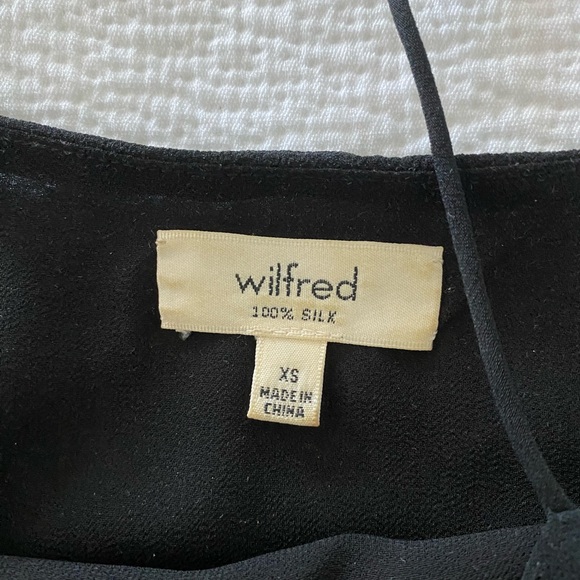 wilfred
100% SILK
XS
MADE IN
CHINA